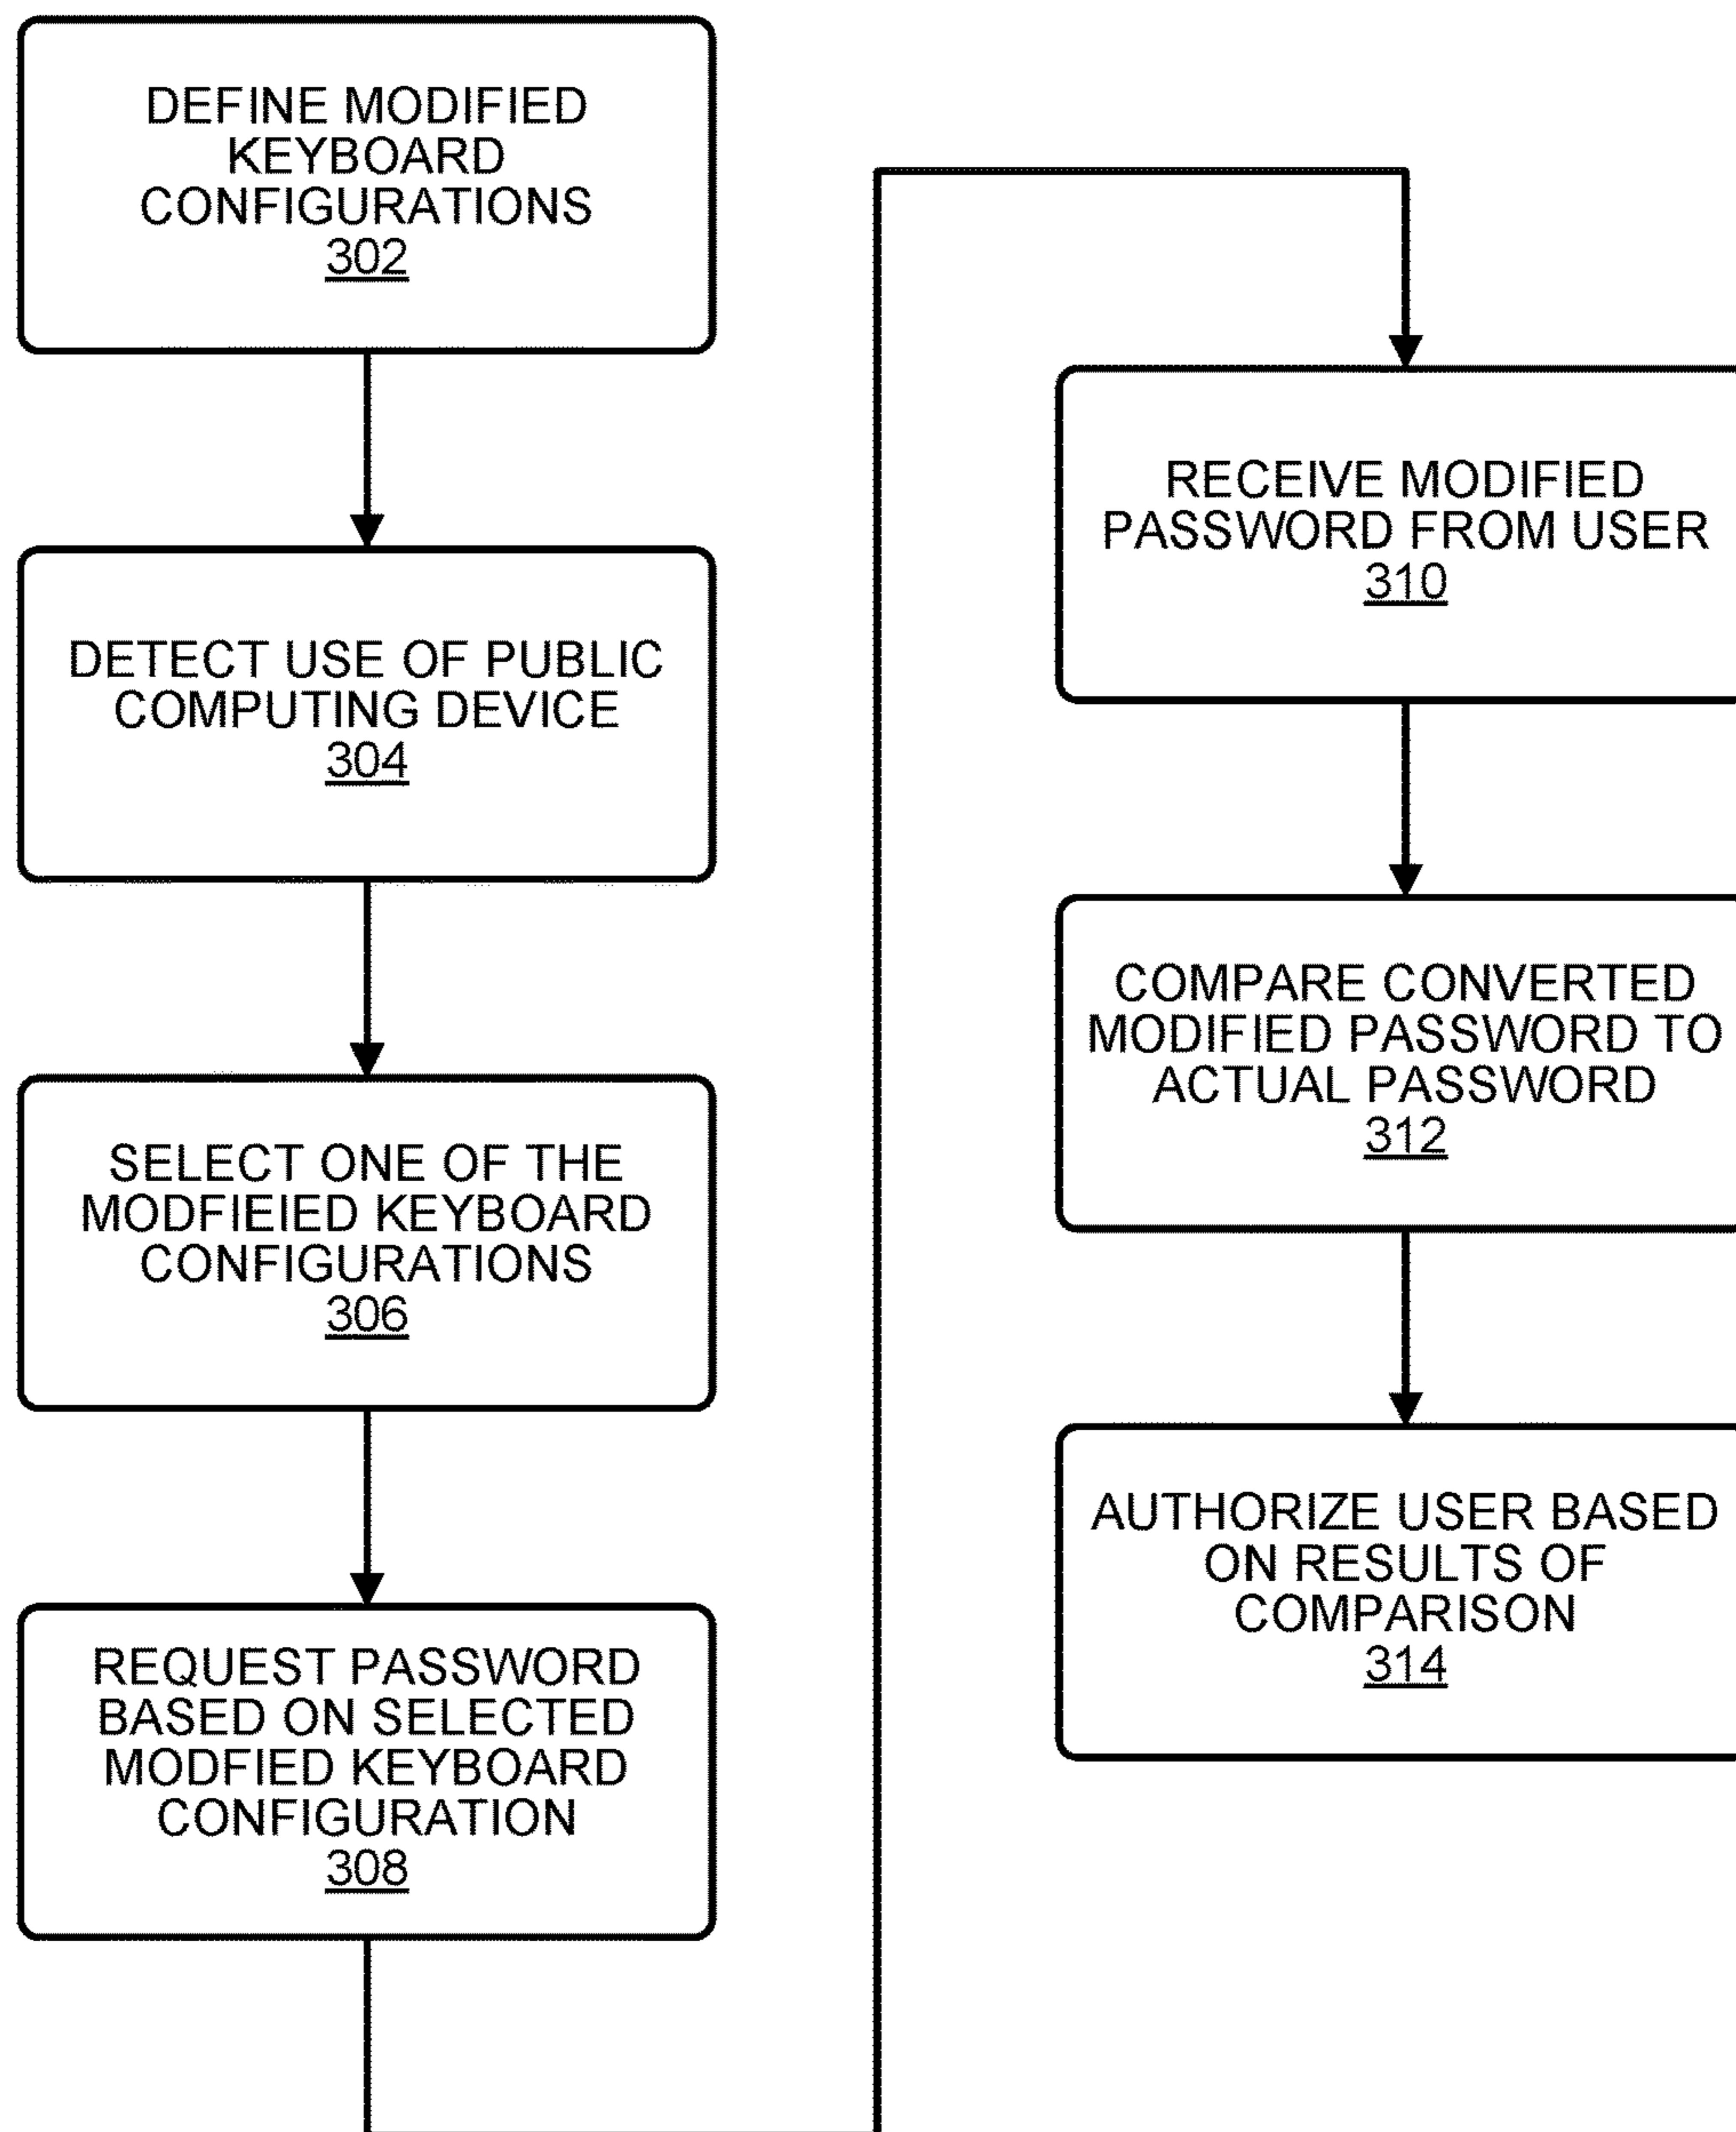 DEFINE MODIFIED
KEYBOARD
CONFIGURATIONS
302
DETECT USE OF PUBLIC
COMPUTING DEVICE
304
SELECT ONE OF THE
MODFIEIED KEYBOARD
CONFIGURATIONS
306
REQUEST PASSWORD
BASED ON SELECTED
MODFIED KEYBOARD
CONFIGURATION
308
RECEIVE MODIFIED
PASSWORD FROM USER
310
COMPARE CONVERTED
MODIFIED PASSWORD TO
ACTUAL PASSWORD
312
AUTHORIZE USER BASED
ON RESULTS OF
COMPARISON
314